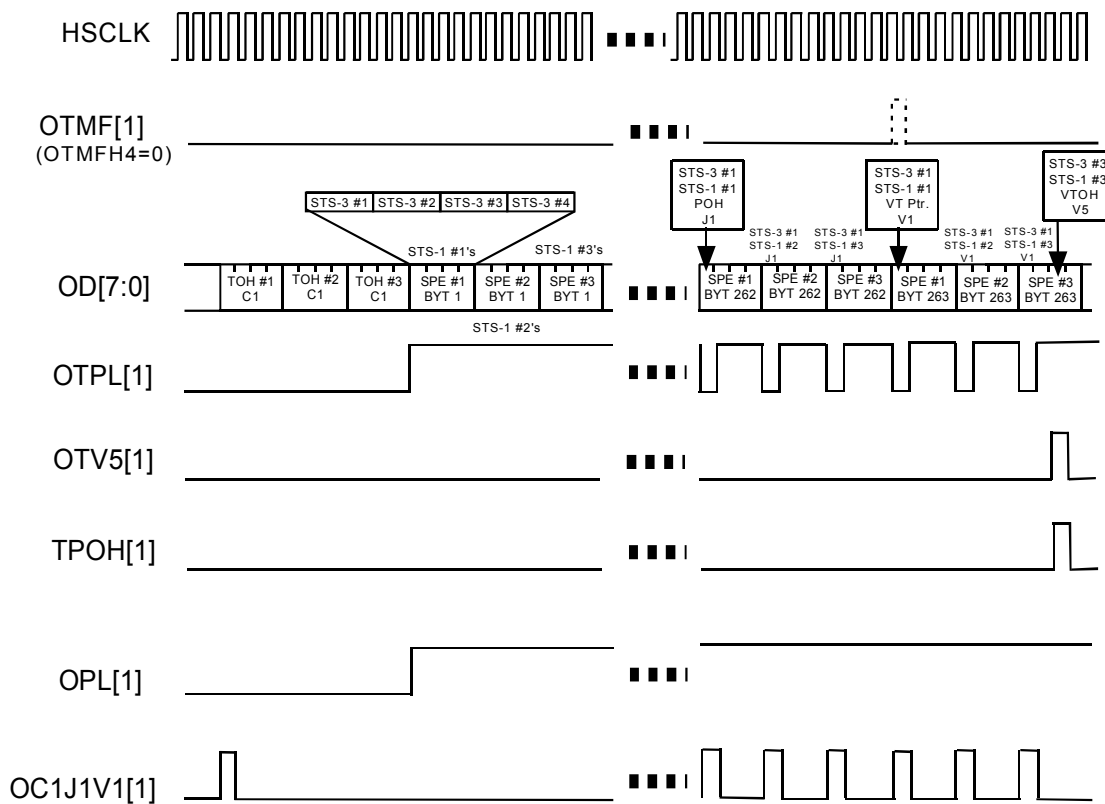 HSCLK
OTMF[1]
(OTMFH4=0)
STS-3 #1
STS-1 #1
POH
J1
STS-3 #1
STS-1 #1
VT Ptr.
V1
STS-3 #3
STS-1 #3
VTOH
V5
STS-3 #1 STS-3 #2 STS-3 #3 STS-3 #4
STS-1 #1's
STS-1 #3's
STS-3 #1
STS-1 #2
J1
STS-3 #1
STS-1 #3
J1
STS-3 #1
STS-1 #2
V1
STS-3 #1
STS-1 #3
V1
OD[7:0]
TOH #1
C1
TOH #2
C1
TOH #3
C1
SPE #1
BYT 1
SPE #2
BYT 1
SPE #3
BYT 1
SPE #1
BYT 262
SPE #2
BYT 262
SPE #3
BYT 262
SPE #1
BYT 263
SPE #2
BYT 263
SPE #3
BYT 263
STS-1 #2's
OTPL[1]
OTV5[1]
TPOH[1]
OPL[1]
OC1J1V1[1]